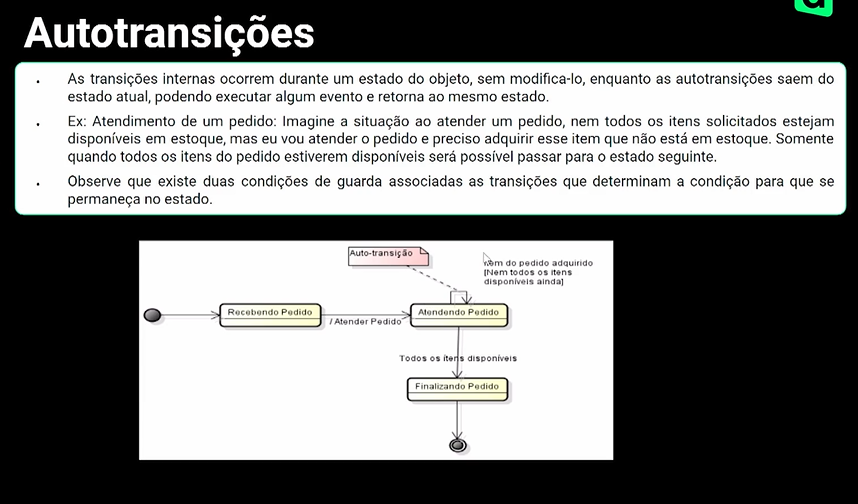 Autotransições
As transições internas ocorrem durante um estado do objeto, sem modifica-lo, enquanto as autotransições saem do
estado atual, podendo executar algum evento e retorna ao mesmo estado.
Ex: Atendimento de um pedido: Imagine a situação ao atender um pedido, nem todos os itens solicitados estejam
disponíveis em estoque, mas eu vou atender o pedido e preciso adquirir esse item que não está em estoque. Somente
quando todos os itens do pedido estiverem disponíveis será possível passar para o estado seguinte.
Observe que existe duas condições de guarda associadas as transições que determinam a condição para que se
permaneça no estado.
Auto-transição
do pedido adquirido
[Nem todos os itens
disponíveis ainda]
Recebendo Pedido
/ Atender Pedido
Atendendo Pedido
Todos os ítens disponíveis
Finalizando Pedido